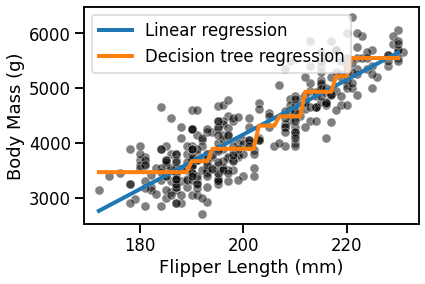 Linear regression
Decision tree regression
6000
5000
4000
3000
Body Mass (g)
180
200
220
Flipper Length (mm)